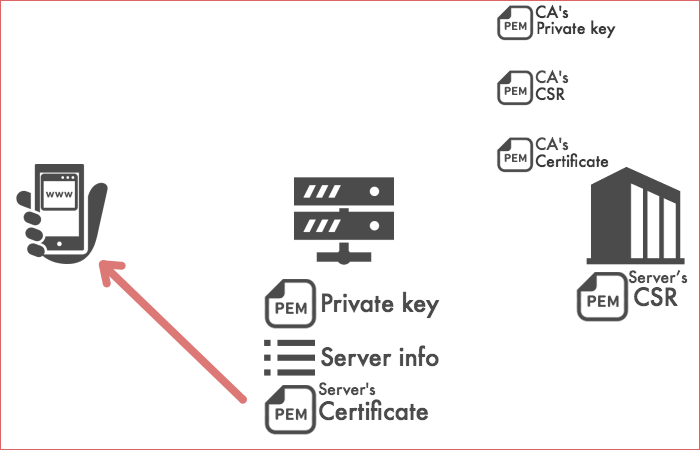 CA's
PEM Private key
CA's
PEM CSR
CA's
PEM Certificate
www
PEM Private key
Server info
Server's
PEM Certificate
Server's
PEM CSR